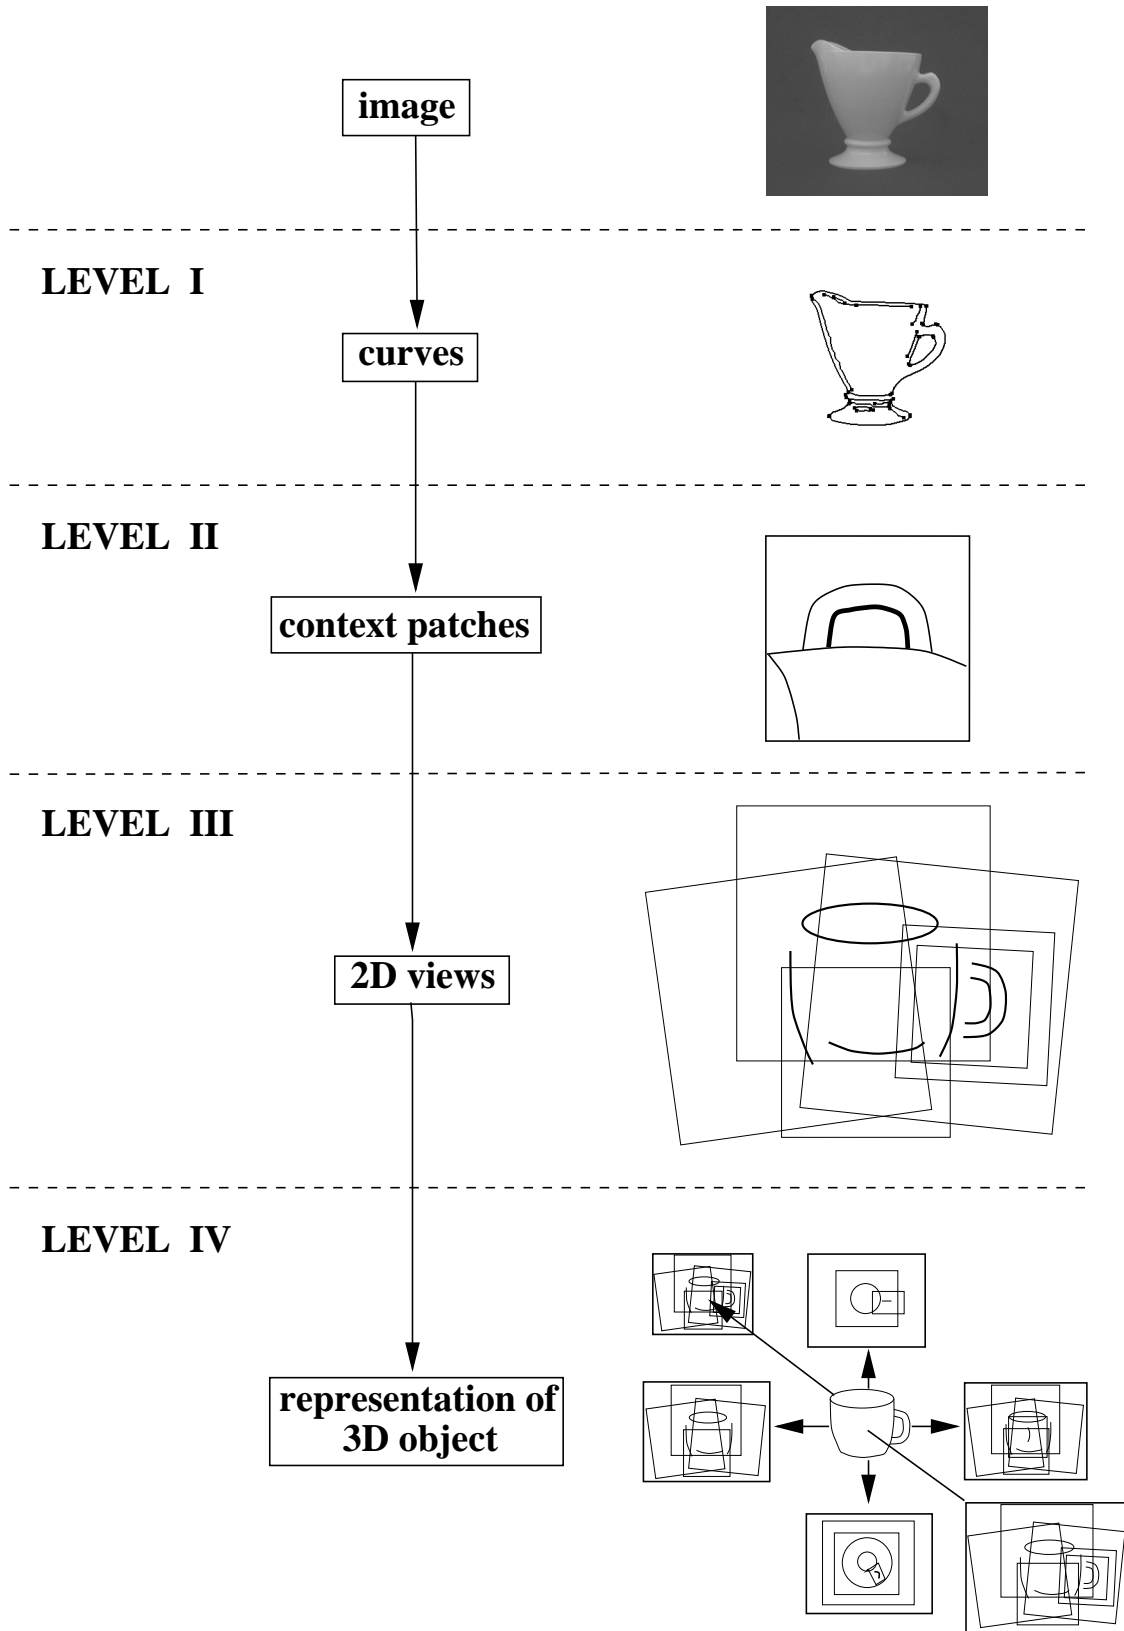 image
LEVEL I
curves
LEVEL II
context patches
LEVEL III
2D views
LEVEL IV
representation of
3D object